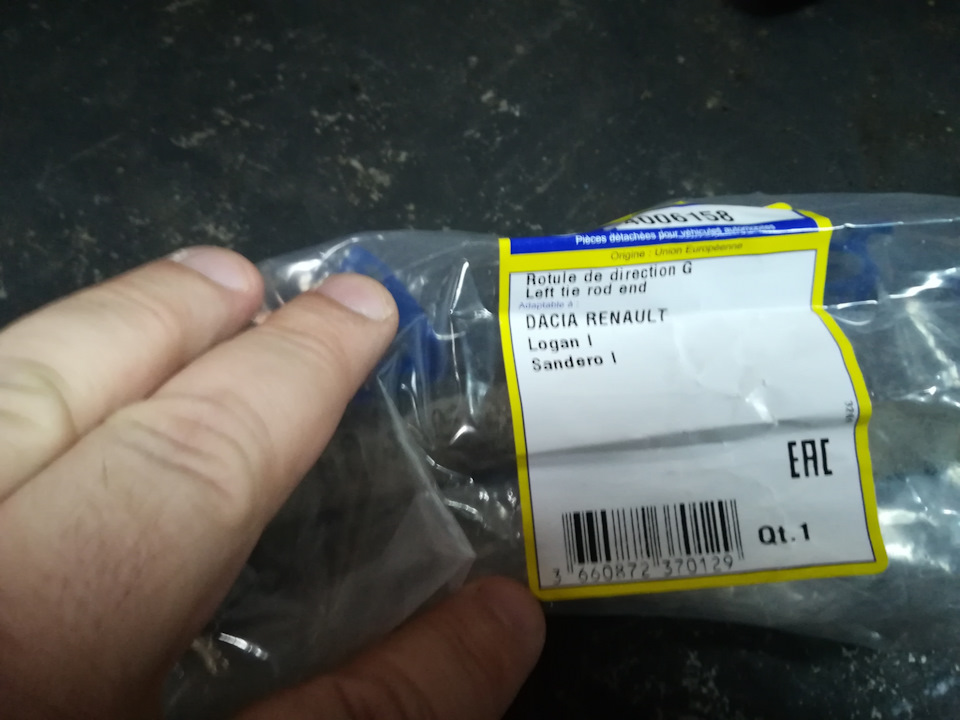 4006158
Pièces détachées pour véhicules automobiles
Origine : Union Européenne
Rotule de direction G
Left tie rod end
Adaptable à :
DACIA RENAULT
Logan I
Sandero I
EAC
Qt.1
3 660872 370129